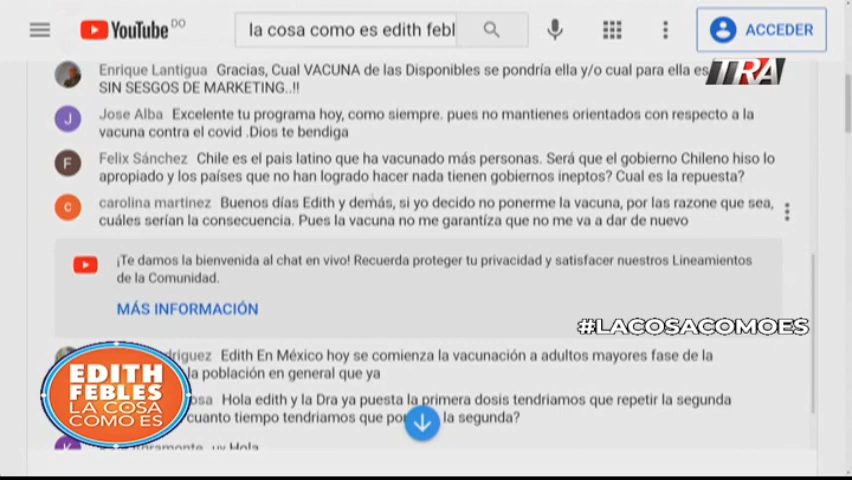 YouTube DO
la cosa como es edith febl
ACCEDER
TRA
Enrique Lantigua Gracias, Cual VACUNA de las Disponibles se pondría ella y/o cual para ella es
SIN SESGOS DE MARKETING..!!
J
Jose Alba Excelente tu programa hoy, como siempre. pues no mantienes orientados con respecto a la
vacuna contra el covid .Dios te bendiga
F
Felix Sánchez Chile es el pais latino que ha vacunado más personas. Será que el gobierno Chileno hiso lo
apropiado y los países que no han logrado hacer nada tienen gobiernos ineptos? Cual es la repuesta?
c
carolina martinez Buenos días Edith y demás, si yo decido no ponerme la vacuna, por las razone que sea,
cuáles serían la consecuencia. Pues la vacuna no me garantíza que no me va a dar de nuevo
¡Te damos la bienvenida al chat en vivo! Recuerda proteger tu privacidad y satisfacer nuestros Lineamientos
de la Comunidad.
MÁS INFORMACIÓN
#LACOSACOMOES
driguez Edith En México hoy se comienza la vacunación a adultos mayores fase de la
la población en general que ya
osa Hola edith y la Dra ya puesta la primera dosis tendriamos que repetir la segunda
cuanto tiempo tendriamos que por la segunda?
EDITH
FEBLES
LA COSA
COMO ES
Hola